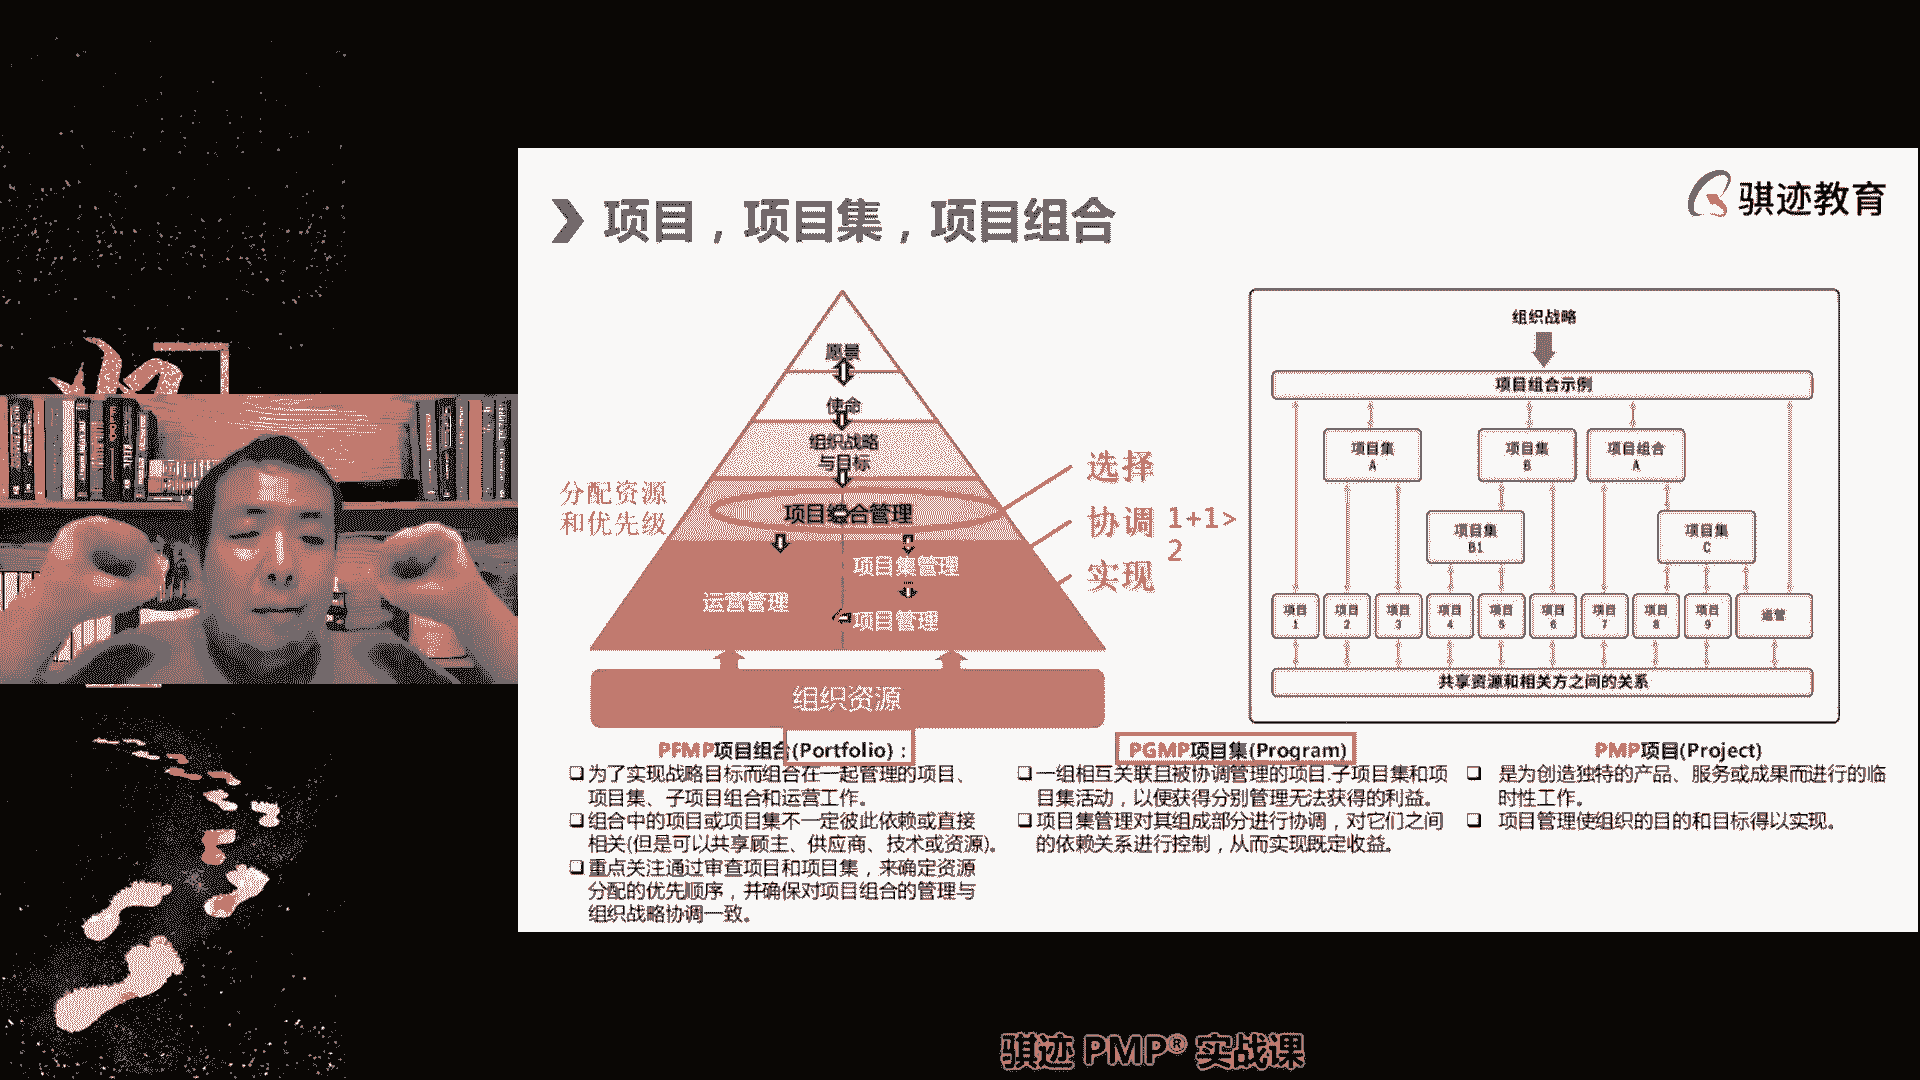 项目，项目集，项目组合
骐迹教育
愿景
使命
组织战略
与目标
项目组合管理
项目集管理
运营管理
项目管理
组织资源
分配资源
和优先级
选择
协调 1+1>
2
实现
组织战略
项目组合示例
项目集
A
项目集
B
项目组合
A
项目集
B1
项目集
C
项目
1
项目
2
项目
3
项目
4
项目
5
项目
6
项目
7
项目
8
项目
9
运营
共享资源和相关方之间的关系
PFMP项目组合(Portfolio)：
为了实现战略目标而组合在一起管理的项目、
项目集、子项目组合和运营工作。
组合中的项目或项目集不一定彼此依赖或直接
相关(但是可以共享顾主、供应商、技术或资源)。
重点关注通过审查项目和项目集，来确定资源
分配的优先顺序，并确保对项目组合的管理与
组织战略协调一致。
PGMP项目集(Program)
一组相互关联且被协调管理的项目.子项目集和项
目集活动，以便获得分别管理无法获得的利益。
项目集管理对其组成部分进行协调，对它们之间
的依赖关系进行控制，从而实现既定收益。
PMP项目(Project)
是为创造独特的产品、服务或成果而进行的临
时性工作。
项目管理使组织的目的和目标得以实现。
骐迹 PMP® 实战课